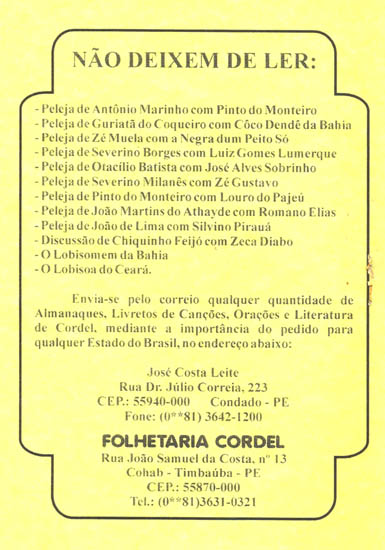 NÃO DEIXEM DE LER:
- Peleja de Antônio Marinho com Pinto do Monteiro
- Peleja de Guriatã do Coqueiro com Côco Dendê da Bahia
- Peleja de Zé Muela com a Negra dum Peito Só
- Peleja de Severino Borges com Luiz Gomes Lumerque
- Peleja de Otacílio Batista com José Alves Sobrinho
- Peleja de Severino Milanês com Zé Gustavo
- Peleja de Pinto do Monteiro com Louro do Pajeú
- Peleja de João Martins do Athayde com Romano Elias
- Peleja de João de Lima com Silvino Pirauá
- Discussão de Chiquinho Feijó com Zeca Diabo
- O Lobisomem da Bahia
- O Lobisoa do Ceará.
Envia-se pelo correio qualquer quantidade de
Almanaques, Livretos de Canções, Orações e Literatura
de Cordel, mediante a importância do pedido para
qualquer Estado do Brasil, no endereço abaixo:
José Costa Leite
Rua Dr. Júlio Correia, 223
CEP.: 55940-000 Condado - PE
Fone: (0**81) 3642-1200
FOLHETARIA CORDEL
Rua João Samuel da Costa, nº 13
Cohab - Timbaúba - PE
CEP.: 55870-000
Tel.: (0**81)3631-0321